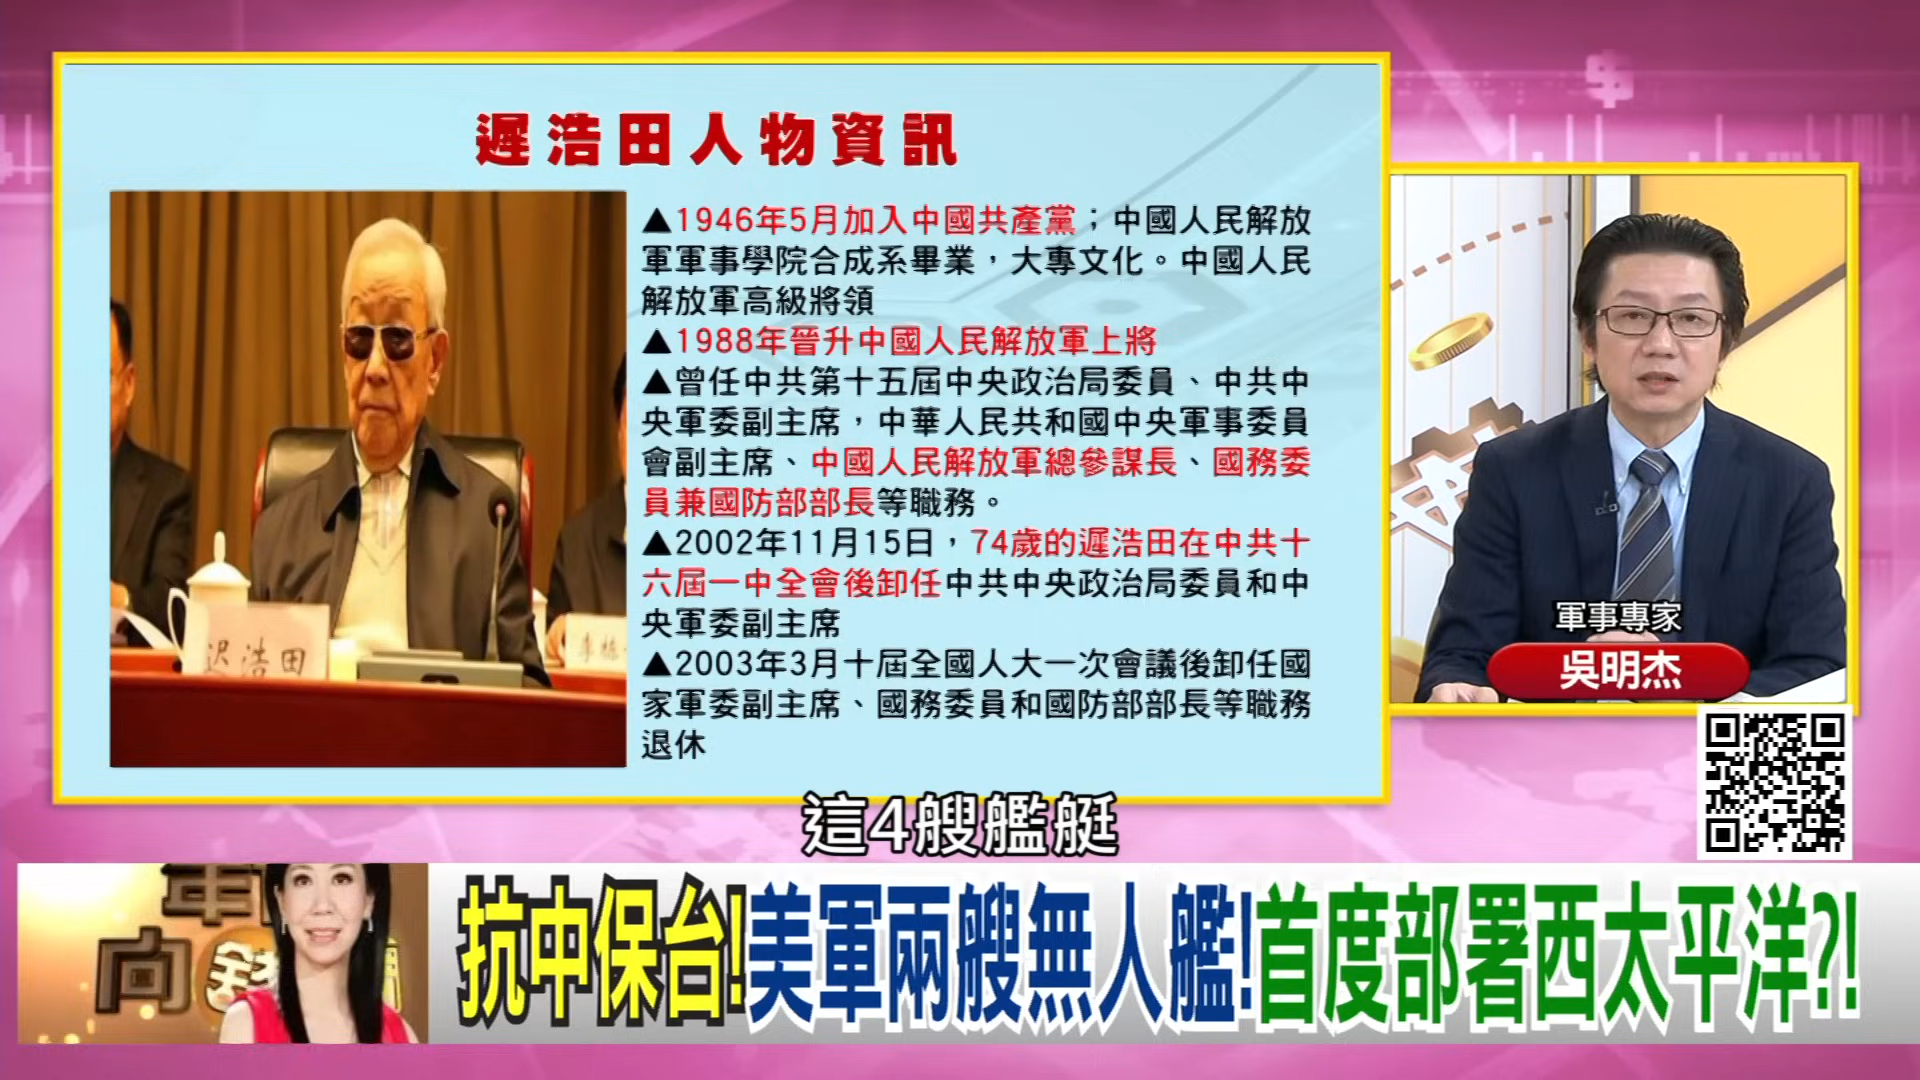 遲浩田人物資訊
▲1946年5月加入中國共產黨；中國人民解放
軍軍事學院合成系畢業，大專文化。中國人民
解放軍高級將領
▲1988年晉升中國人民解放軍上將
▲曾任中共第十五屆中央政治局委員、中共中
央軍委副主席，中華人民共和國中央軍事委員
會副主席、中國人民解放軍總參謀長、國務委
員兼國防部部長等職務。
▲2002年11月15日，74歲的遲浩田在中共十
六屆一中全會後卸任中共中央政治局委員和中
央軍委副主席
▲2003年3月十屆全國人大一次會議後卸任國
家軍委副主席、國務委員和國防部部長等職務
退休
迟浩田
軍事專家
吳明杰
這4艘艦艇
向錢
抗中保台!美軍兩艘無人艦!首度部署西太平洋?!